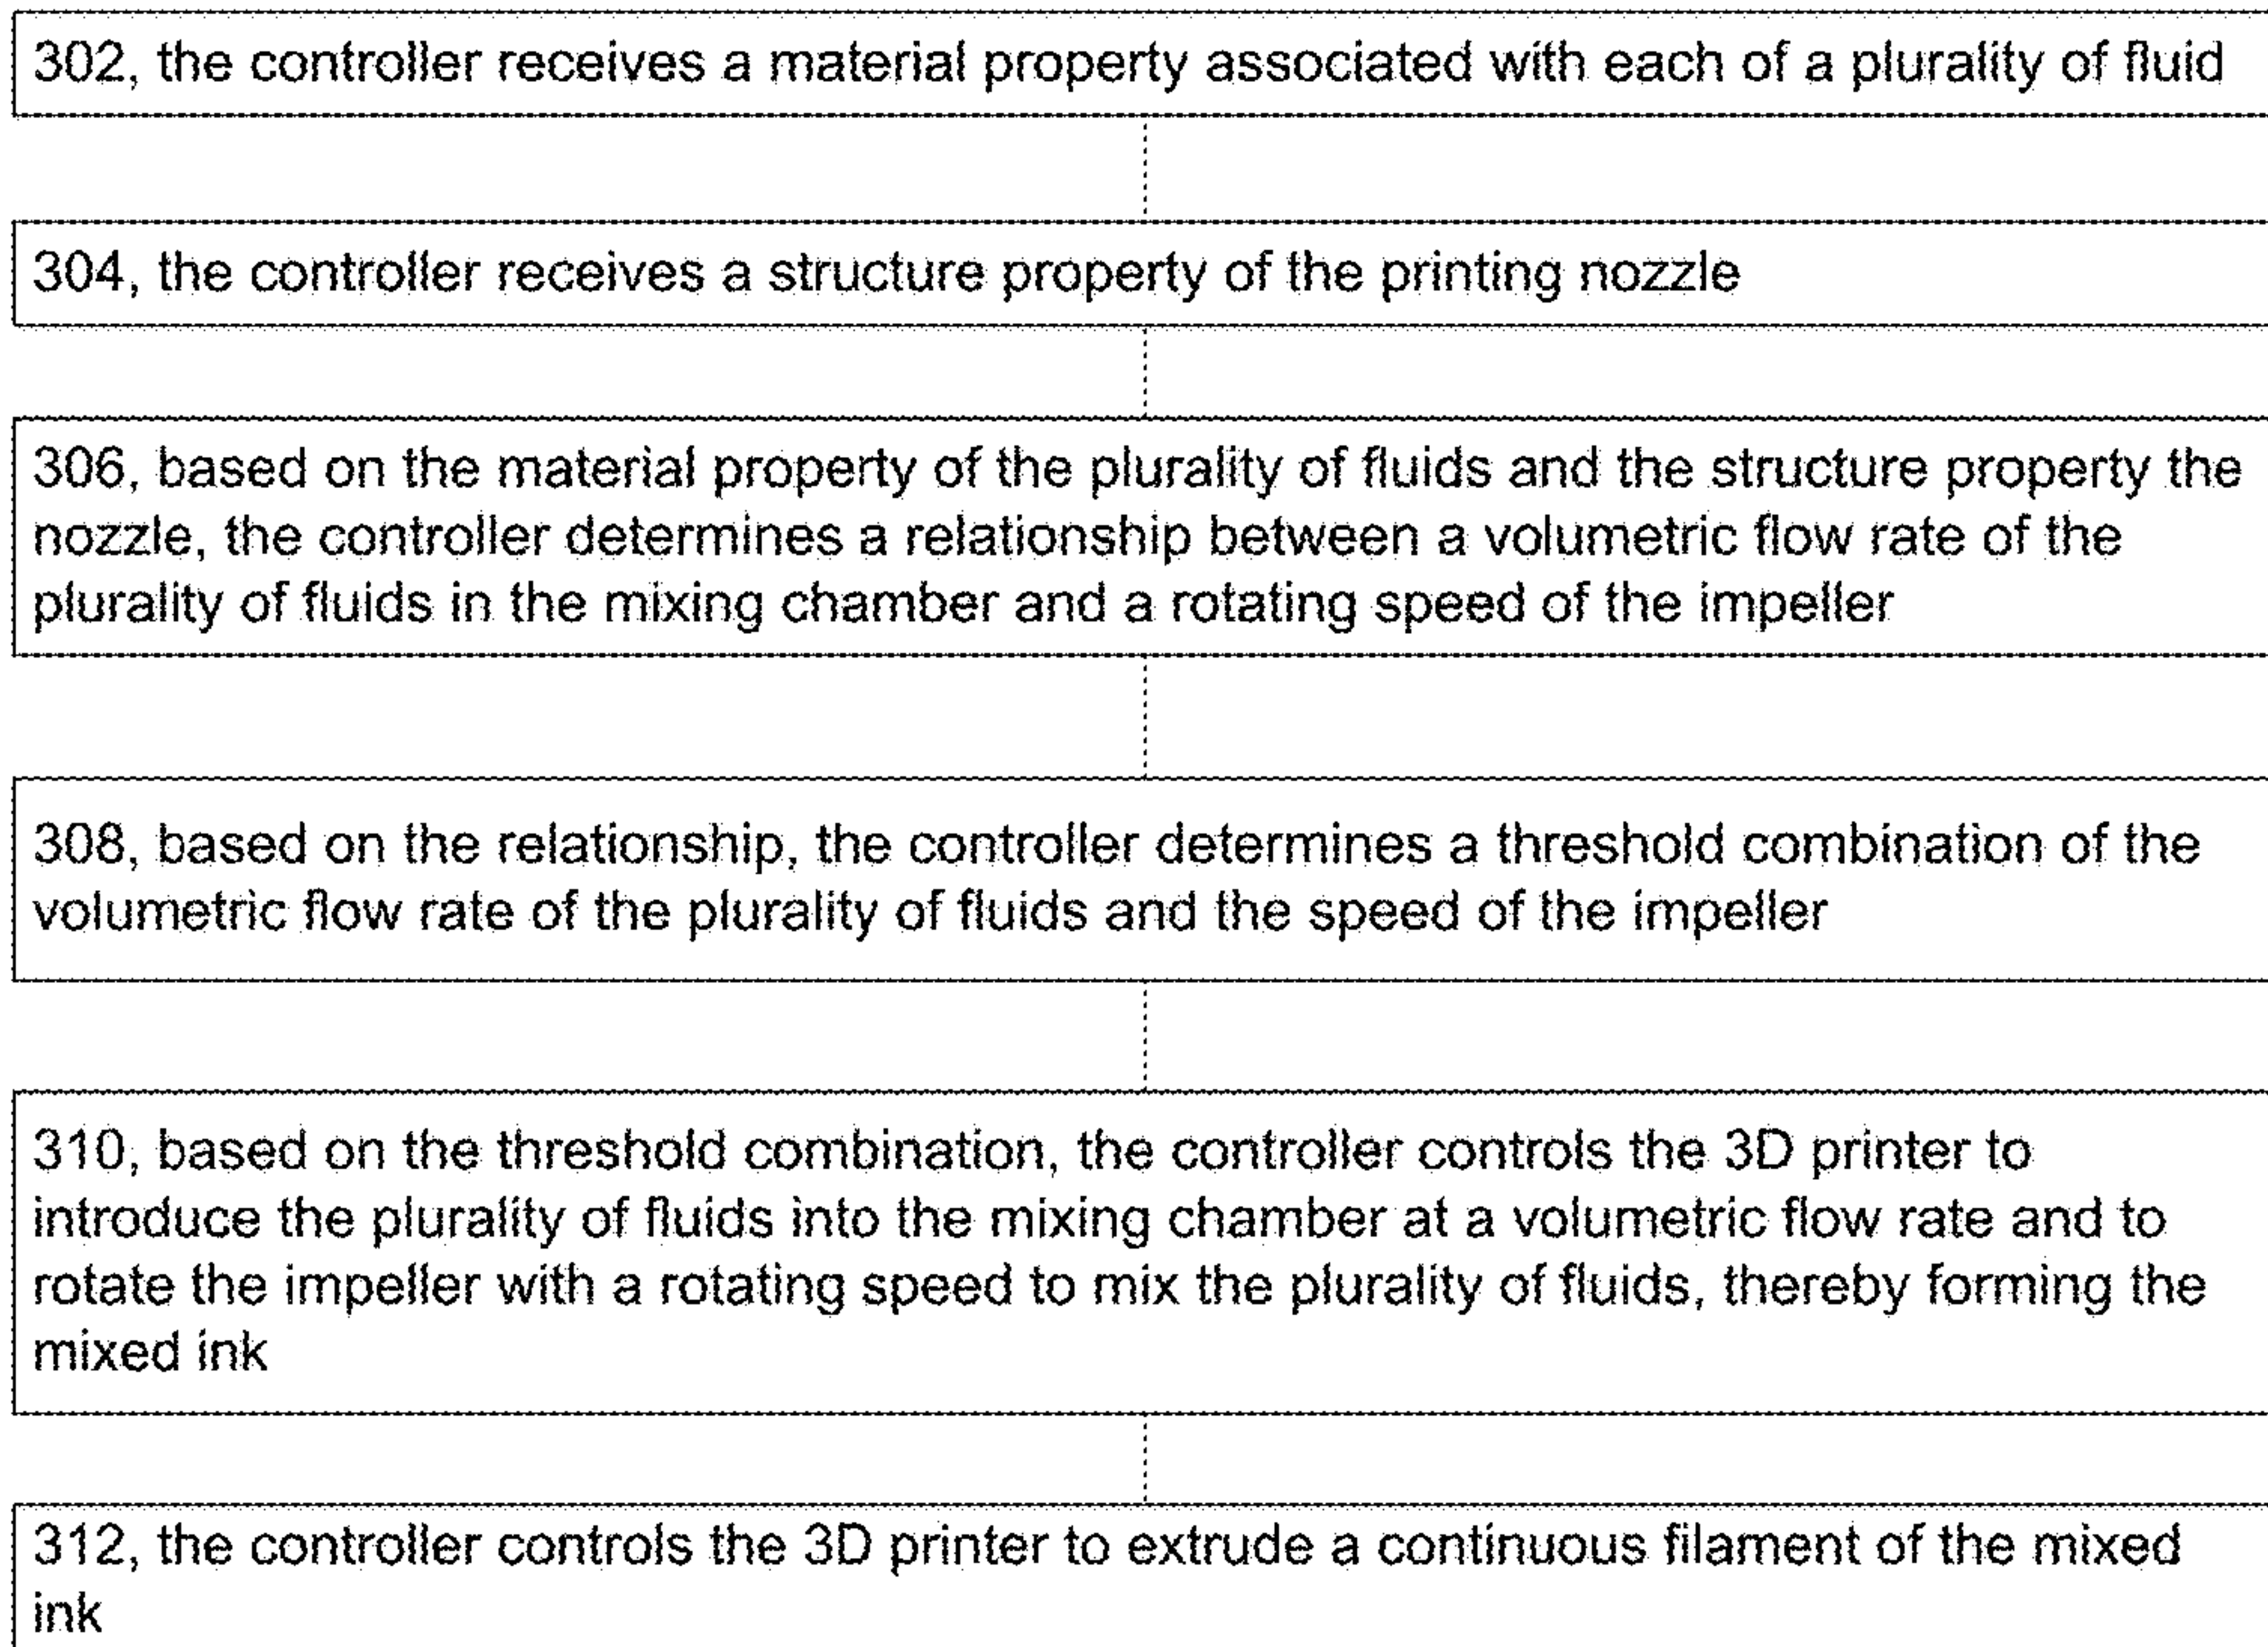 302, the controller receives a material property associated with each of a plurality of fluid
304, the controller receives a structure property of the printing nozzle
306, based on the material property of the plurality of fluids and the structure property the
nozzle, the controller determines a relationship between a volumetric flow rate of the
plurality of fluids in the mixing chamber and a rotating speed of the impeller
308, based on the relationship, the controller determines a threshold combination of the
volumetric flow rate of the plurality of fluids and the speed of the impeller
310, based on the threshold combination, the controller controls the 3D printer to
introduce the plurality of fluids into the mixing chamber at a volumetric flow rate and to
rotate the impeller with a rotating speed to mix the plurality of fluids, thereby forming the
mixed ink
312, the controller controls the 3D printer to extrude a continuous filament of the mixed
ink